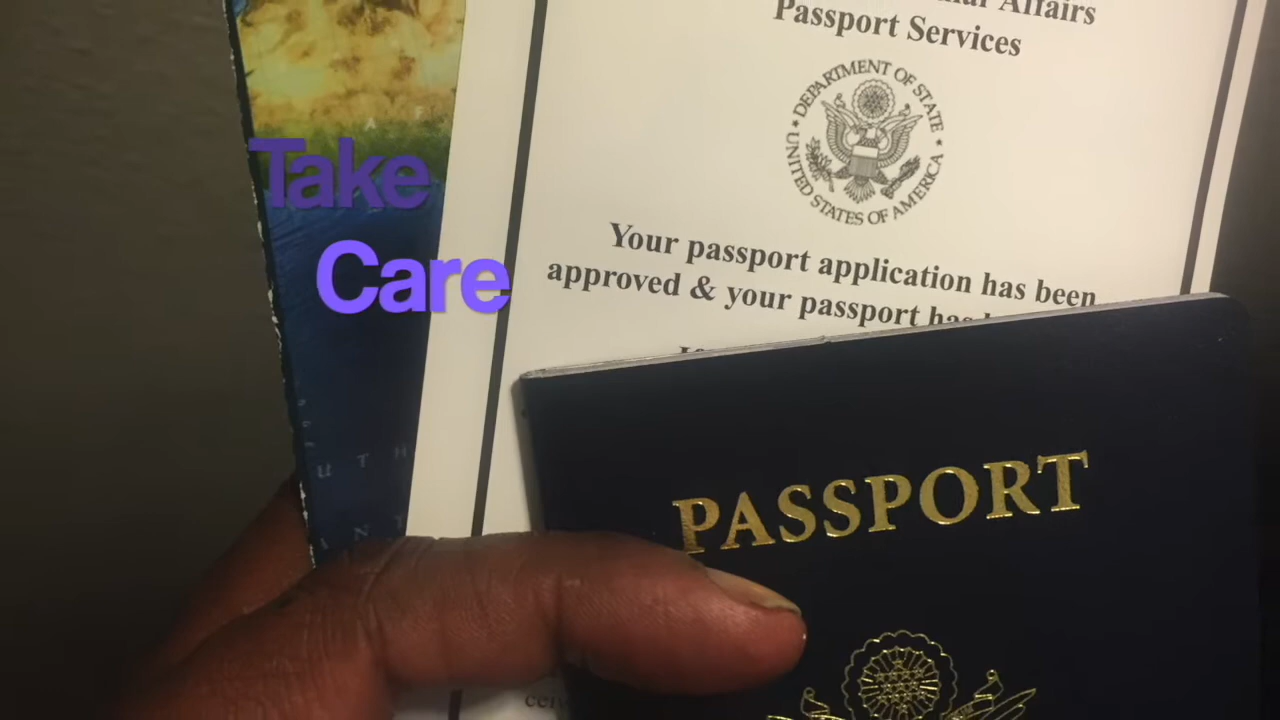 Affairs
Passport Services
DEPARTMENT OF STATE
UNITED STATES OF AMERICA
Take
Care
Your passport application has been
approved & your passport has
PASSPORT